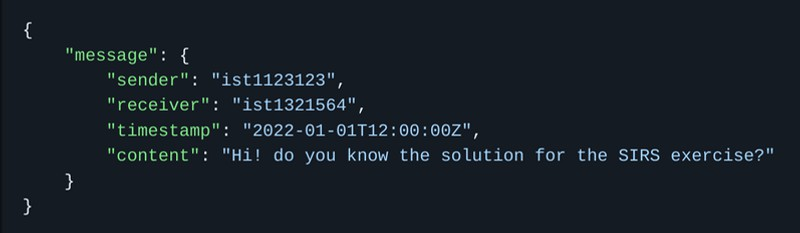 {
    "message": {
        "sender": "ist1123123",
        "receiver": "ist1321564",
        "timestamp": "2022-01-01T12:00:00Z",
        "content": "Hi! do you know the solution for the SIRS exercise?"
    }
}